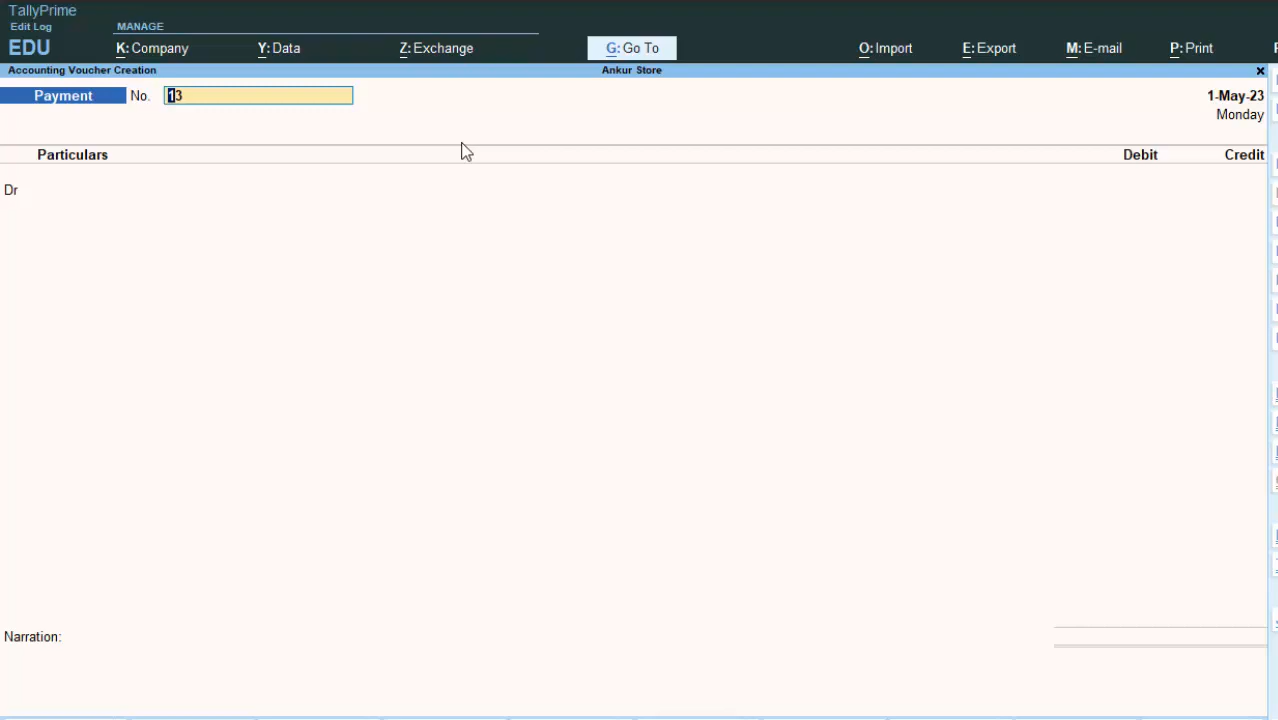 TallyPrime
Edit Log
MANAGE
EDU
K: Company
Y: Data
Z: Exchange
G: Go To
O: Import
E: Export
M: E-mail
P: Print
Accounting Voucher Creation
Ankur Store
Payment
No.
13
1-May-23
Monday
Particulars
Debit
Credit
Dr
Narration: